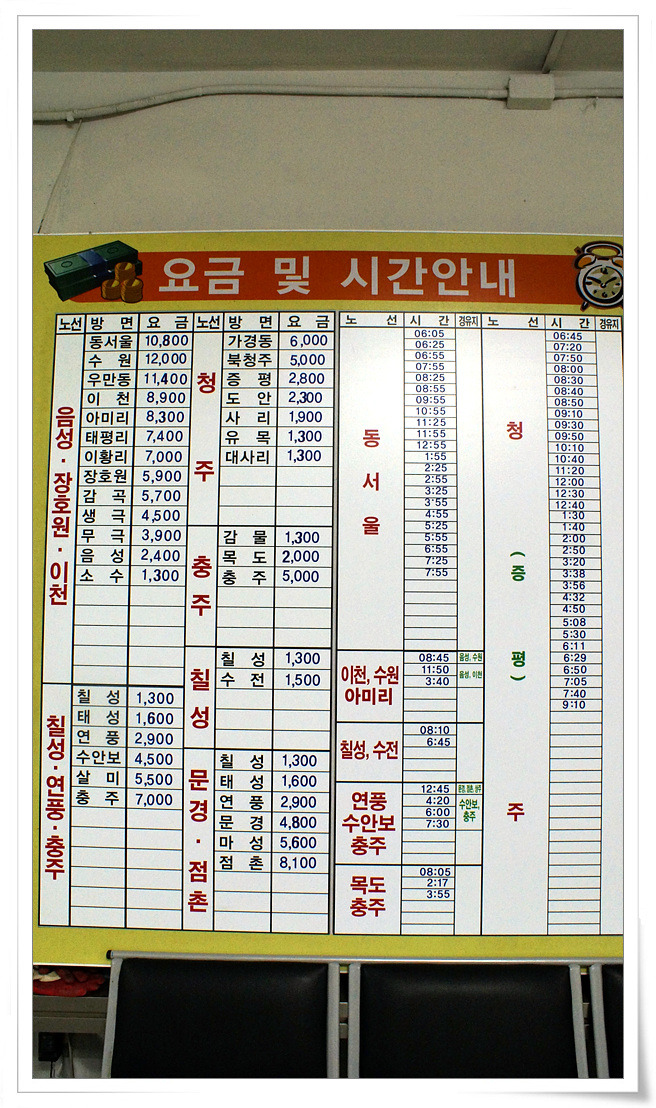 요금 및 시간안내
노선 방 면 요 금
음성 · 장호원 · 이천
동서울 10,800
수 원 12,000
우만동 11,400
이 천 8,900
아미리 8,300
태평리 7,400
이황리 7,000
장호원 5,900
감 곡 5,700
생 극 4,500
무 극 3,900
음 성 2,400
소 수 1,300
칠성 · 연풍 · 충주
칠 성 1,300
태 성 1,600
연 풍 2,900
수안보 4,500
살 미 5,500
충 주 7,000
노선 방 면 요 금
청 주
가경동 6,000
북청주 5,000
증 평 2,800
도 안 2,300
사 리 1,900
유 목 1,300
대사리 1,300
충 주
감 물 1,300
목 도 2,000
충 주 5,000
칠 성
칠 성 1,300
수 전 1,500
문경 · 점촌
칠 성 1,300
태 성 1,600
연 풍 2,900
문 경 4,800
마 성 5,600
점 촌 8,100
노 선 시 간 경유지
동 서 울
06:05
06:25
06:55
07:55
08:25
08:55
09:55
10:55
11:25
11:55
12:55
1:55
2:25
2:55
3:25
3:55
4:55
5:25
5:55
6:55
7:25
7:55
이천, 수원
아미리
08:45 음성, 수원
11:50 음성, 이천
3:40
칠성, 수전
08:10
6:45
연풍
수안보
충주
12:45
4:20 수안보,
6:00 충주
7:30
목도
충주
08:05
2:17
3:55
노 선 시 간 경유지
청 ( 증 평 ) 주
06:45
07:20
07:50
08:00
08:30
08:40
08:50
09:10
09:30
09:50
10:10
10:40
11:20
12:00
12:30
12:40
1:30
1:40
2:00
2:50
3:20
3:38
3:56
4:32
4:50
5:08
5:30
6:11
6:29
6:50
7:05
7:40
9:10